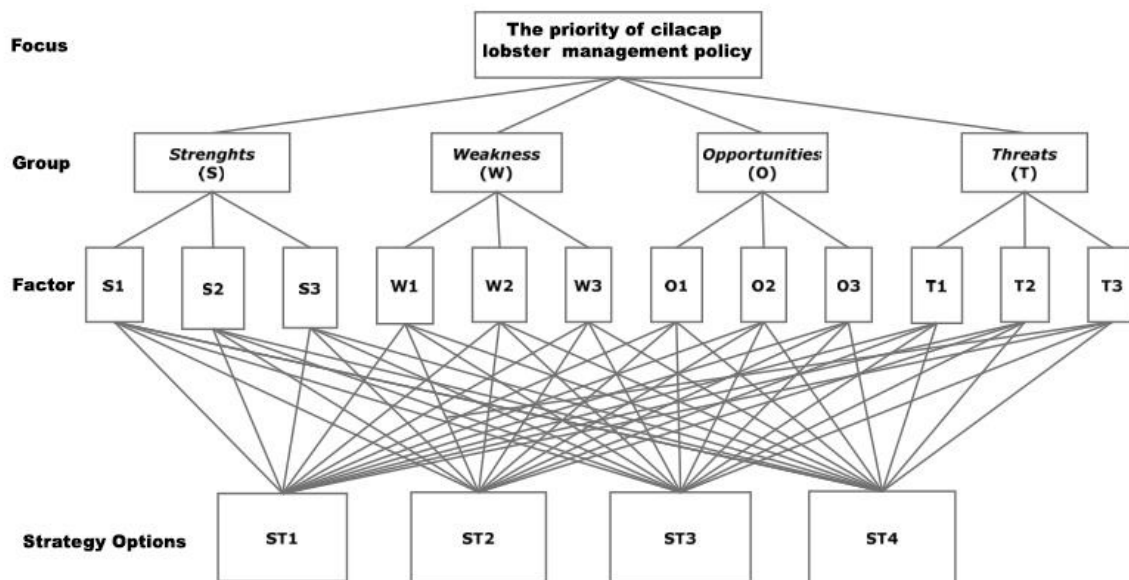 Focus
The priority of cilacap
lobster management policy
Group
Strenghts
(S)
Weakness
(W)
Opportunities
(O)
Threats
(T)
Factor
S1
S2
S3
W1
W2
W3
O1
O2
O3
T1
T2
T3
Strategy Options
ST1
ST2
ST3
ST4